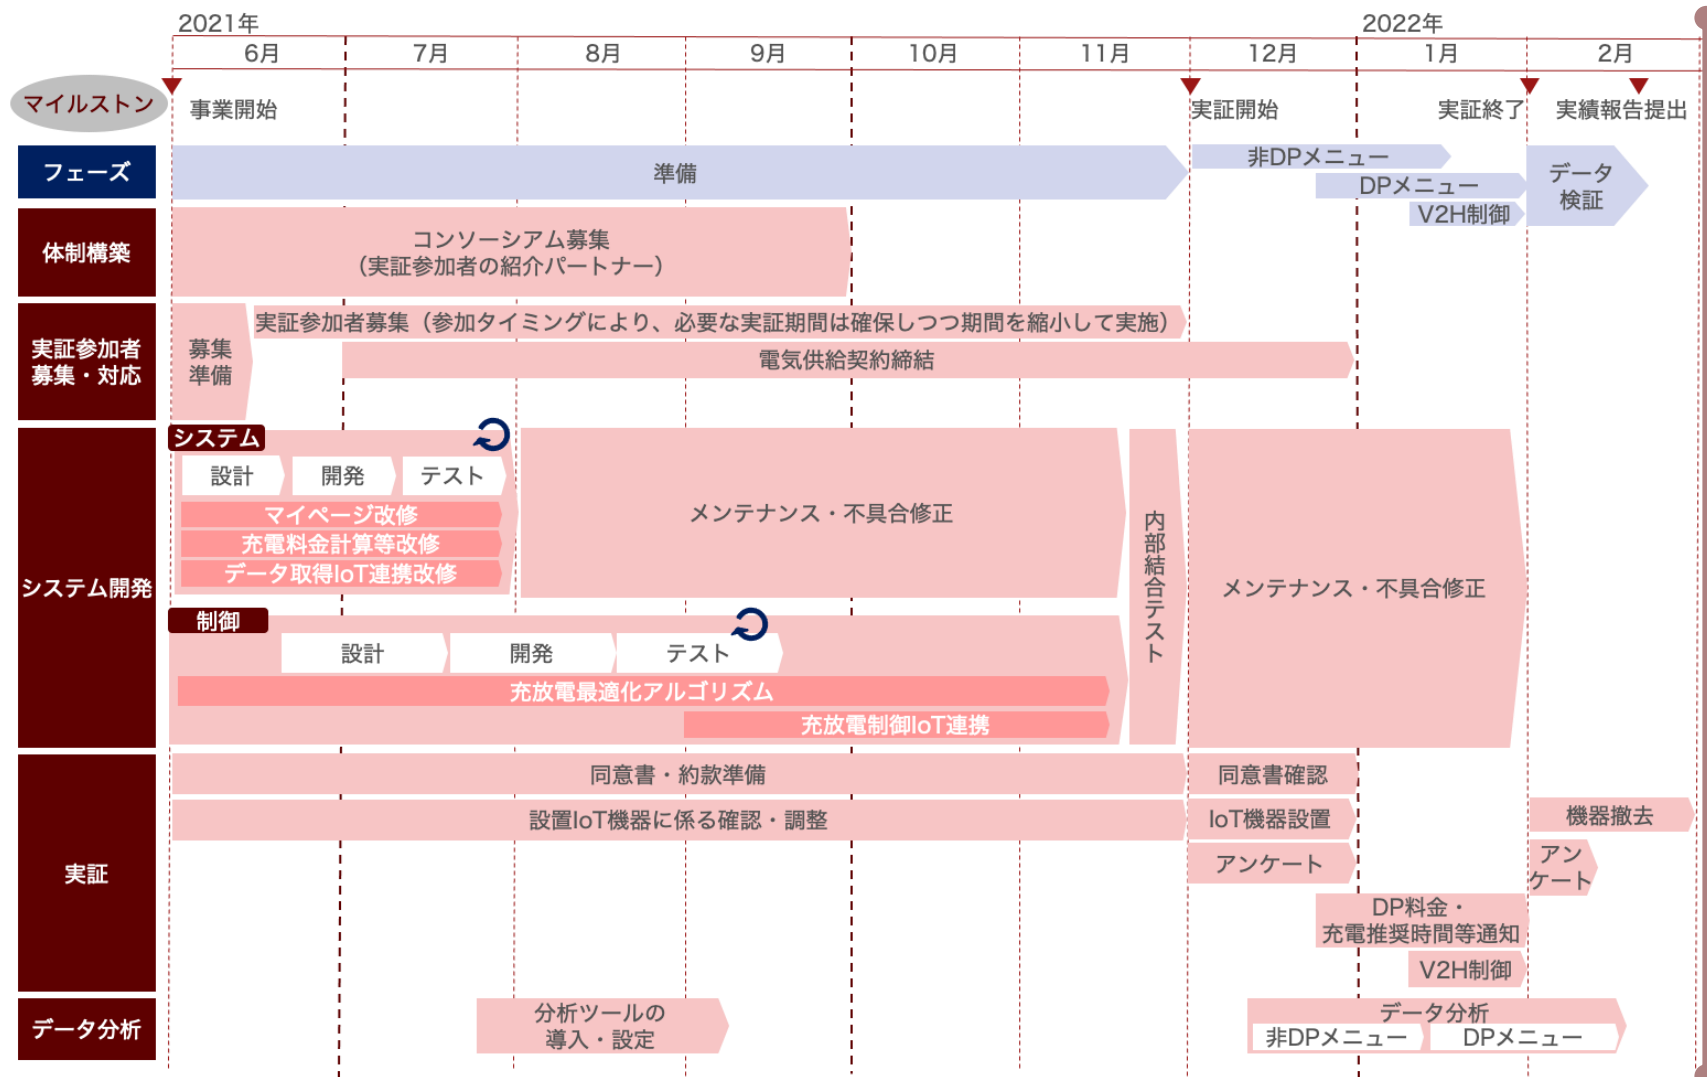 2021年
2022年
6月
7月
8月
9月
10月
11月
12月
1月
2月
マイルストン
事業開始
実証開始
実証終了
実績報告提出
フェーズ
準備
非DPメニュー
DPメニュー
V2H制御
データ
検証
体制構築
コンソーシアム募集
（実証参加者の紹介パートナー）
実証参加者
募集・対応
募集
準備
実証参加者募集（参加タイミングにより、必要な実証期間は確保しつつ期間を縮小して実施）
電気供給契約締結
システム開発
システム
設計
開発
テスト
マイページ改修
充電料金計算等改修
データ取得IoT連携改修
メンテナンス・不具合修正
制御
設計
開発
テスト
充放電最適化アルゴリズム
充放電制御IoT連携
内部結合テスト
メンテナンス・不具合修正
実証
同意書・約款準備
同意書確認
設置IoT機器に係る確認・調整
IoT機器設置
機器撤去
アンケート
アン
ケート
DP料金・
充電推奨時間等通知
V2H制御
データ分析
分析ツールの
導入・設定
データ分析
非DPメニュー
DPメニュー